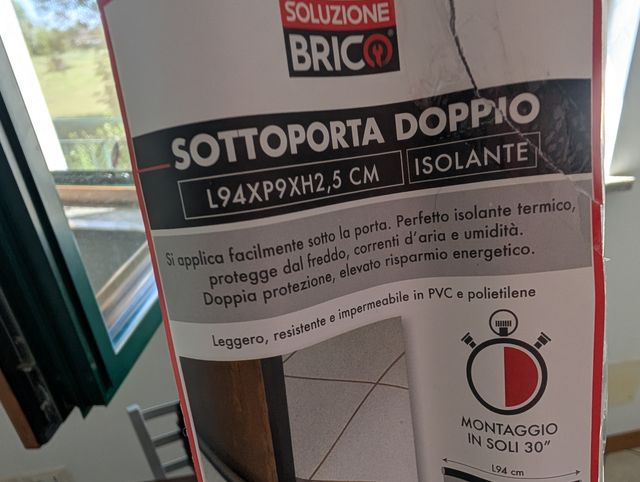 SOLUZIONE
BRICO
SOTTOPORTA DOPPIO
L94XP9XH2,5 CM
ISOLANTE
Si applica facilmente sotto la porta. Perfetto isolante termico,
protegge dal freddo, correnti d'aria e umidità.
Doppia protezione, elevato risparmio energetico.
Leggero, resistente e impermeabile in PVC e polietilene
MONTAGGIO
IN SOLI 30"
L94 cm